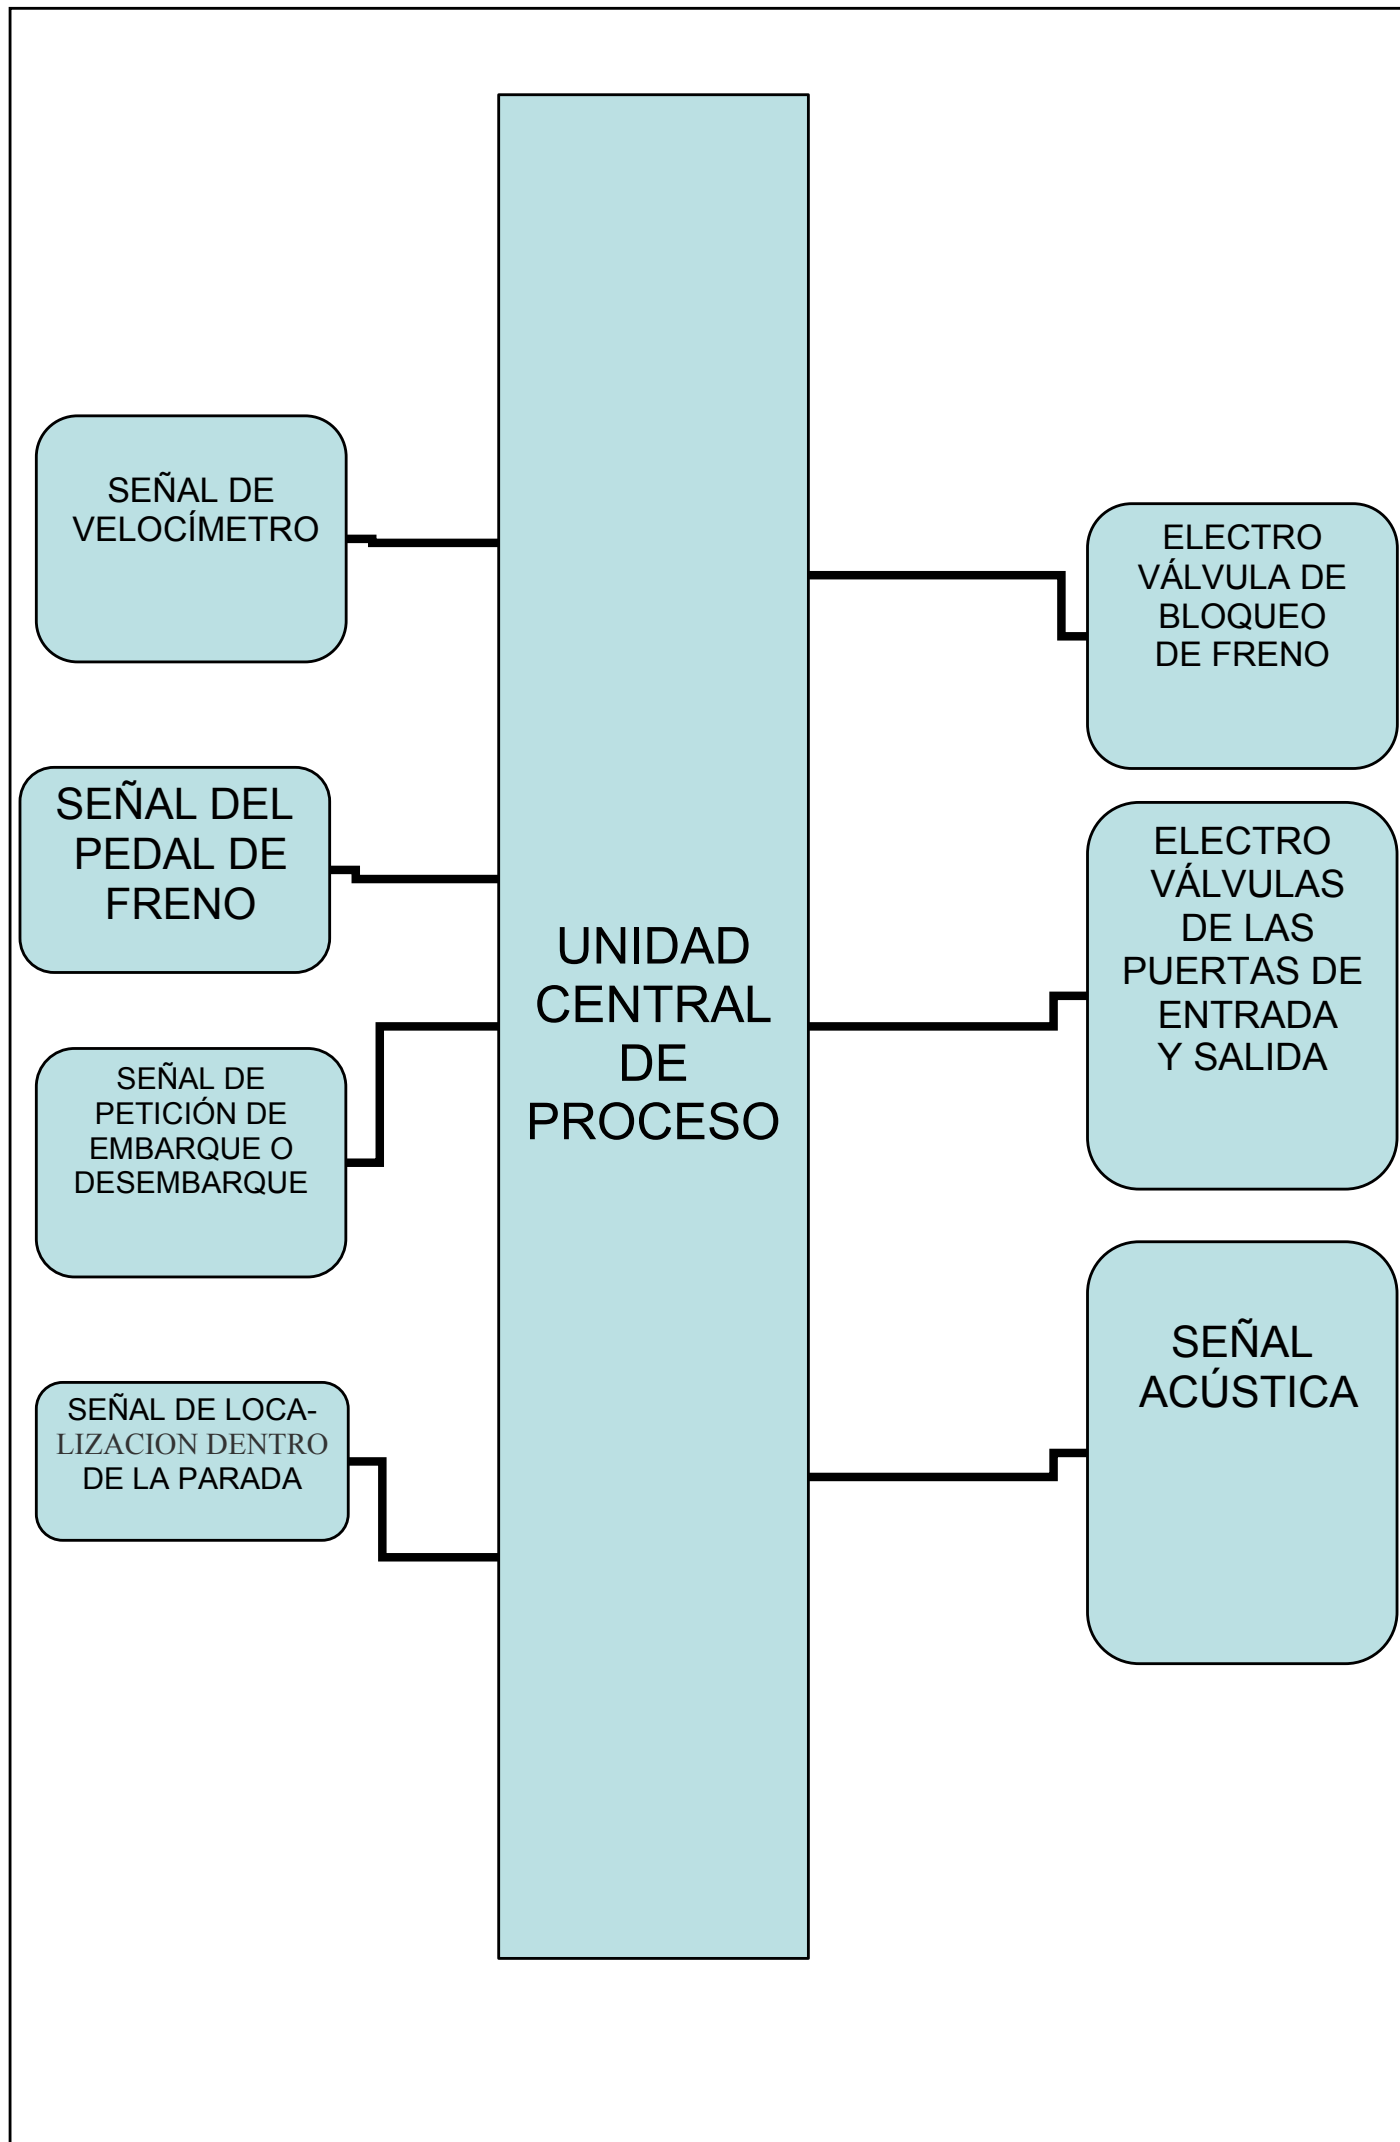 SEÑAL DE
VELOCÍMETRO
SEÑAL DEL
PEDAL DE
FRENO
SEÑAL DE
PETICIÓN DE
EMBARQUE O
DESEMBARQUE
SEÑAL DE LOCA-
LIZACION DENTRO
DE LA PARADA
UNIDAD
CENTRAL
DE
PROCESO
ELECTRO
VÁLVULA DE
BLOQUEO
DE FRENO
ELECTRO
VÁLVULAS
DE LAS
PUERTAS DE
ENTRADA
Y SALIDA
SEÑAL
ACÚSTICA